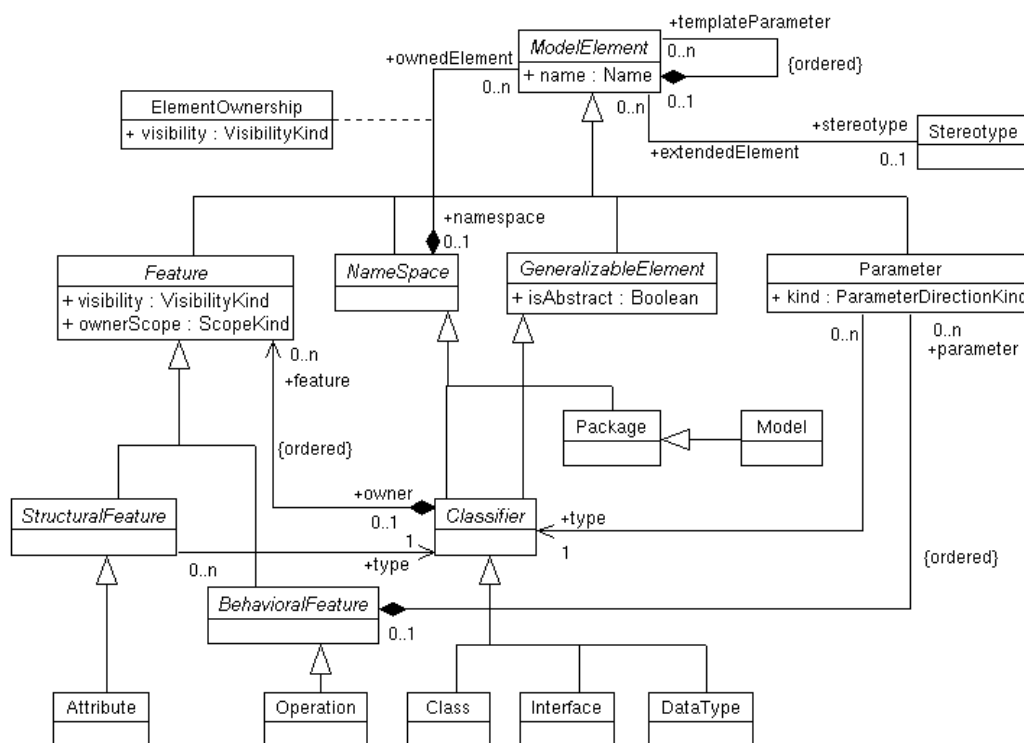 +templateParameter
ModelElement
0..n
+ownedElement
{ordered}
+ name : Name
0..n
0..n
0..1
ElementOwnership
+ visibility : VisibilityKind
+stereotype
Stereotype
+extendedElement
0..1
+namespace
0..1
Feature
NameSpace
GeneralizableElement
Parameter
+ visibility : VisibilityKind
+ isAbstract : Boolean
+ kind : ParameterDirectionKind
+ ownerScope : ScopeKind
0..n
0..n
0..n
+parameter
+feature
Package
Model
{ordered}
+owner
StructuralFeature
0..1
Classifier
+type
1
1
+type
{ordered}
0..n
BehavioralFeature
0..1
Attribute
Operation
Class
Interface
DataType